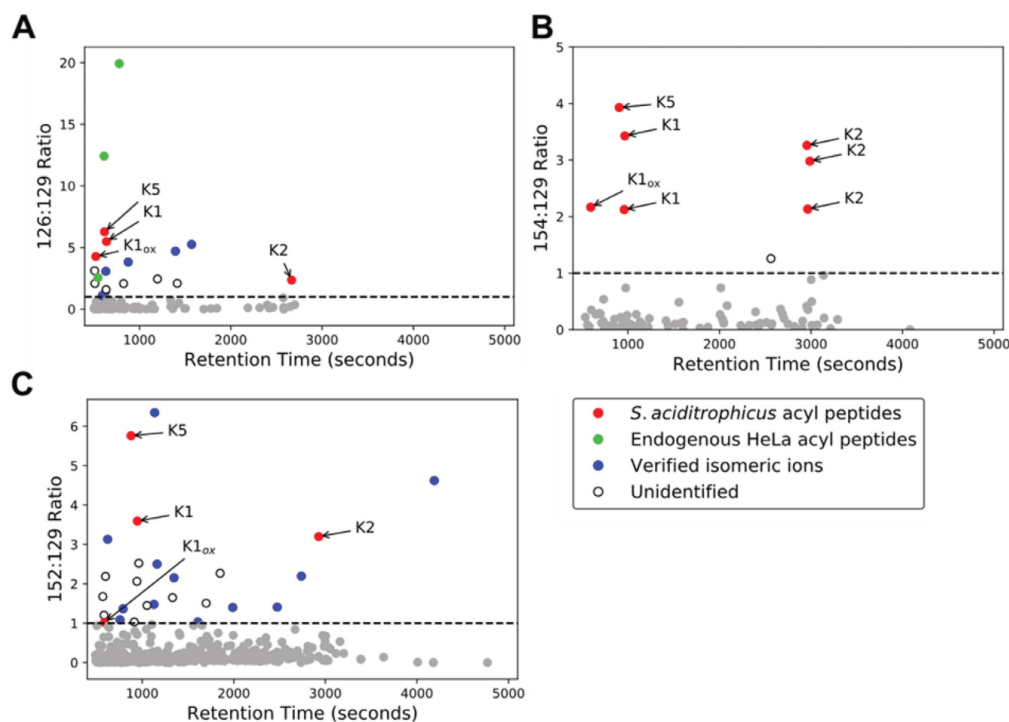 A
126:129 Ratio
20
15
10
5
0
K5
K1
K1ox
K2
1000 2000 3000 4000 5000
Retention Time (seconds)
B
154:129 Ratio
5
4
3
2
1
0
K5
K1
K1ox
K1
K2
K2
K2
1000 2000 3000 4000 5000
Retention Time (seconds)
C
152:129 Ratio
6
5
4
3
2
1
0
K5
K1
K1ox
K2
1000 2000 3000 4000 5000
Retention Time (seconds)
S. aciditrophicus acyl peptides
Endogenous HeLa acyl peptides
Verified isomeric ions
Unidentified